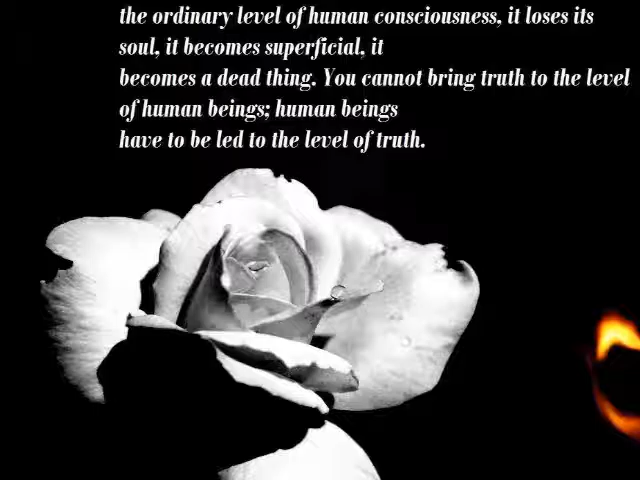 the ordinary level of human consciousness, it loses its
soul, it becomes superficial, it
becomes a dead thing. You cannot bring truth to the level
of human beings; human beings
have to be led to the level of truth.